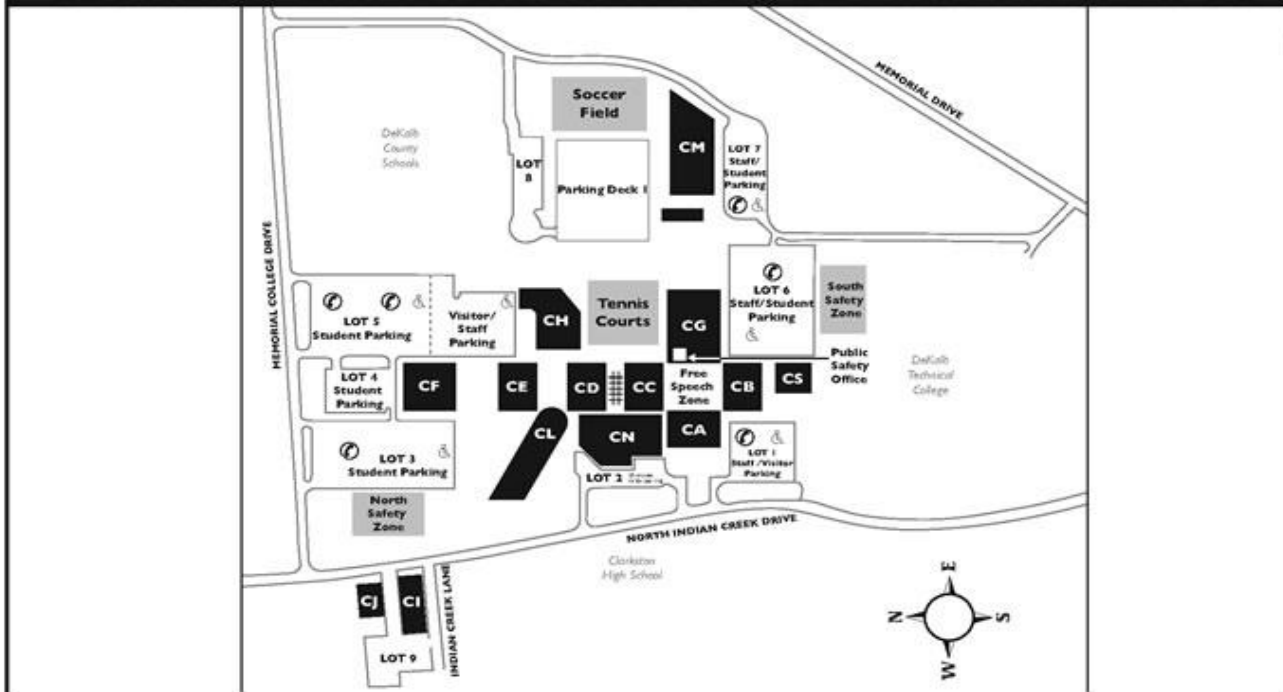 MEMORIAL DRIVE
Soccer
Field
DeKalb
County
Schools
CM
LOT 7
Staff/
Student
Parking
LOT
8
Parking Deck 1
MEMORIAL COLLEGE DRIVE
LOT 6
Staff/Student
Parking
South
Safety
Zone
LOT 5
Student Parking
Visitor/
Staff
Parking
CH
Tennis
Courts
CG
Public
Safety
Office
DeKalb
Technical
College
LOT 4
Student
Parking
CF
CE
CD
CC
Free
Speech
Zone
CB
CS
CL
CN
CA
LOT 3
Student Parking
LOT 1
Staff /Visitor
Parking
LOT 2
North
Safety
Zone
NORTH INDIAN CREEK DRIVE
Clarkston
High School
CJ
CI
INDIAN CREEK LANE
LOT 9
E
N
S
W